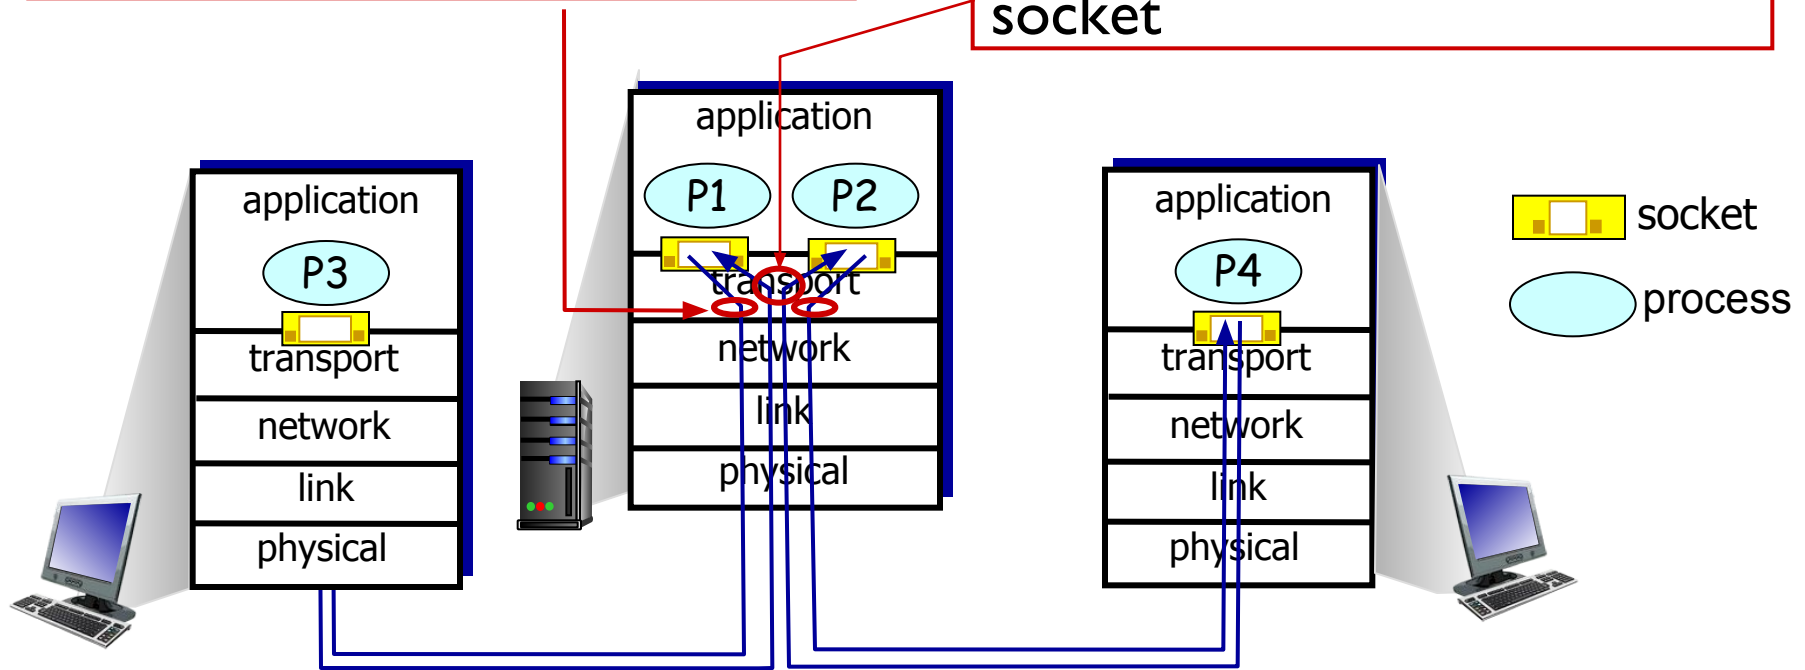 socket
application
P1
P2
transport
network
link
physical
application
P3
transport
network
link
physical
application
P4
transport
network
link
physical
socket
process